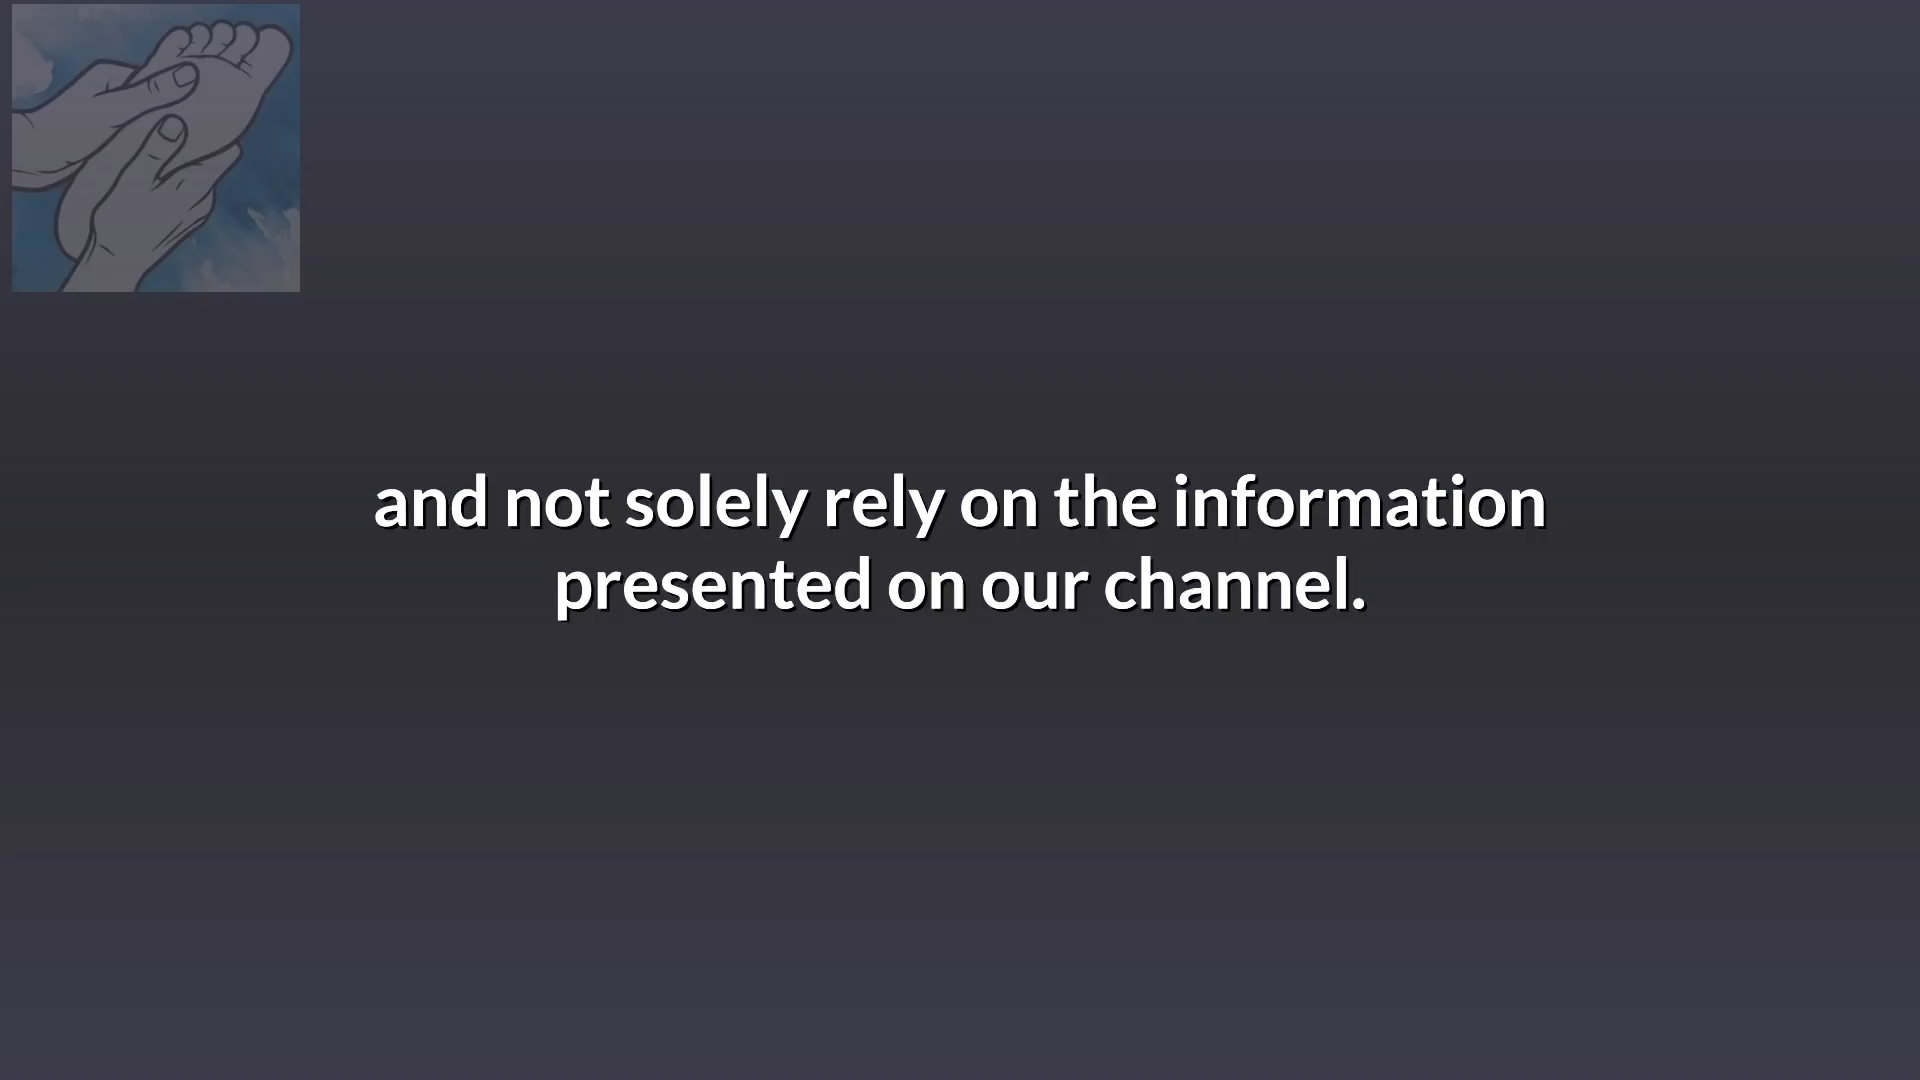 and not solely rely on the information
presented on our channel.